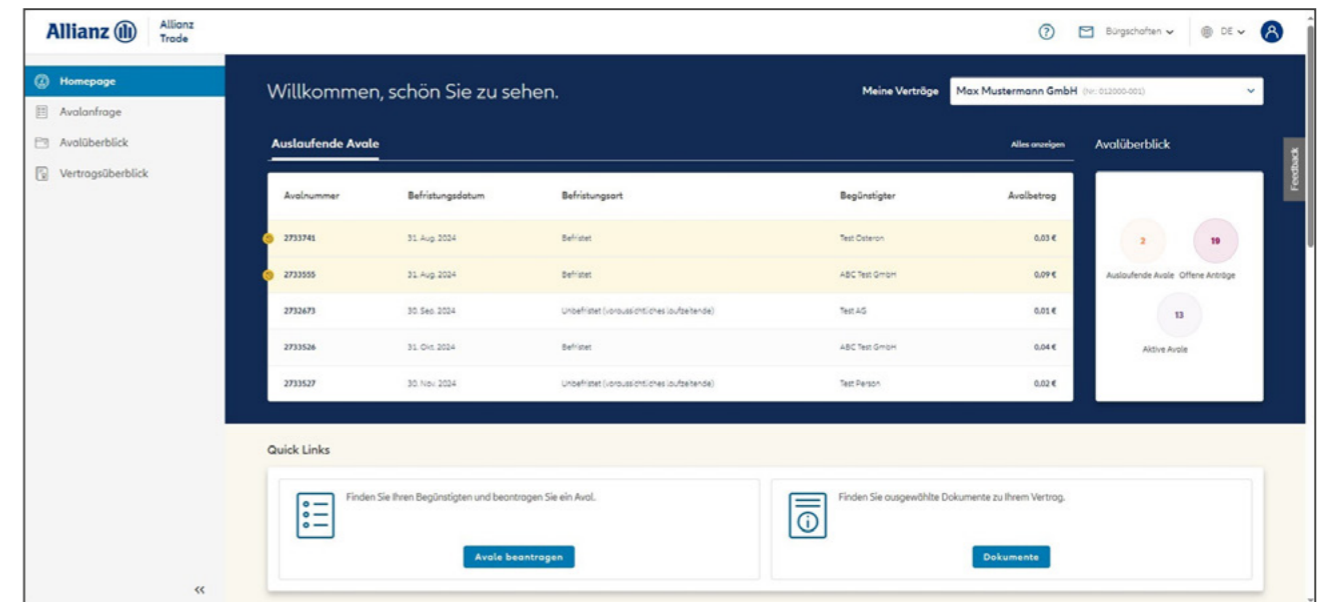 Allianz
Allianz
Trade
Bürgschaften
DE
Homepage
Avalanfrage
Avalüberblick
Vertragsüberblick
Willkommen, schön Sie zu sehen.
Meine Verträge
Max Mustermann GmbH (Nr. 012000-001)
Auslaufende Avale
Alles anzeigen
Avalüberblick
Feedback
Avalnummer Befristungsdatum Befristungsart Begünstigter Avalbetrag
2733741 31. Aug. 2024 Befristet Test Osteron 0,03 €
2733555 31. Aug. 2024 Befristet ABC Test GmbH 0,09 €
2732673 30. Sep. 2024 Unbefristet (voraussichtliches Laufzeitende) Test AG 0,01 €
2733526 31. Okt. 2024 Befristet ABC Test GmbH 0,04 €
2733527 30. Nov. 2024 Unbefristet (voraussichtliches Laufzeitende) Test Person 0,02 €
2 19
Auslaufende Avale Offene Anträge
13
Aktive Avale
Quick Links
Finden Sie Ihren Begünstigten und beantragen Sie ein Aval.
Avale beantragen
Finden Sie ausgewählte Dokumente zu Ihrem Vertrag.
Dokumente